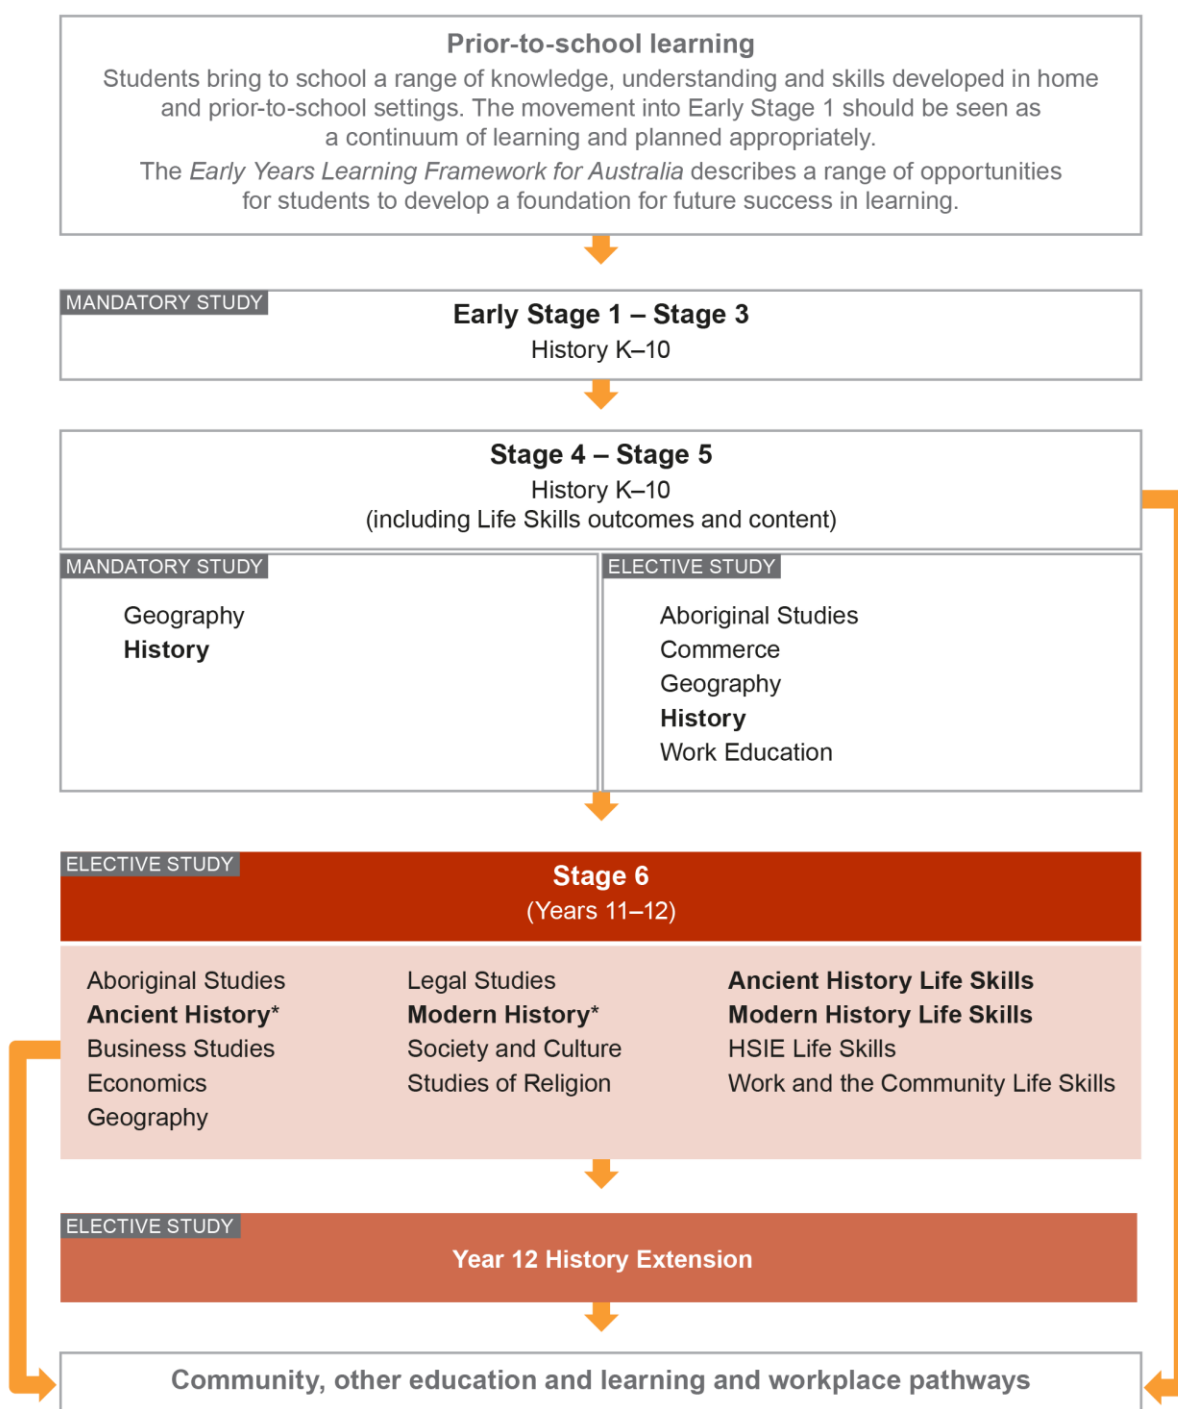 Prior-to-school learning
Students bring to school a range of knowledge, understanding and skills developed in home
and prior-to-school settings. The movement into Early Stage 1 should be seen as
a continuum of learning and planned appropriately.
The Early Years Learning Framework for Australia describes a range of opportunities
for students to develop a foundation for future success in learning.
MANDATORY STUDY
Early Stage 1 – Stage 3
History K–10
Stage 4 – Stage 5
History K–10
(including Life Skills outcomes and content)
MANDATORY STUDY
Geography
History
ELECTIVE STUDY
Aboriginal Studies
Commerce
Geography
History
Work Education
ELECTIVE STUDY
Stage 6
(Years 11–12)
Aboriginal Studies
Ancient History*
Business Studies
Economics
Geography
Legal Studies
Modern History*
Society and Culture
Studies of Religion
Ancient History Life Skills
Modern History Life Skills
HSIE Life Skills
Work and the Community Life Skills
ELECTIVE STUDY
Year 12 History Extension
Community, other education and learning and workplace pathways